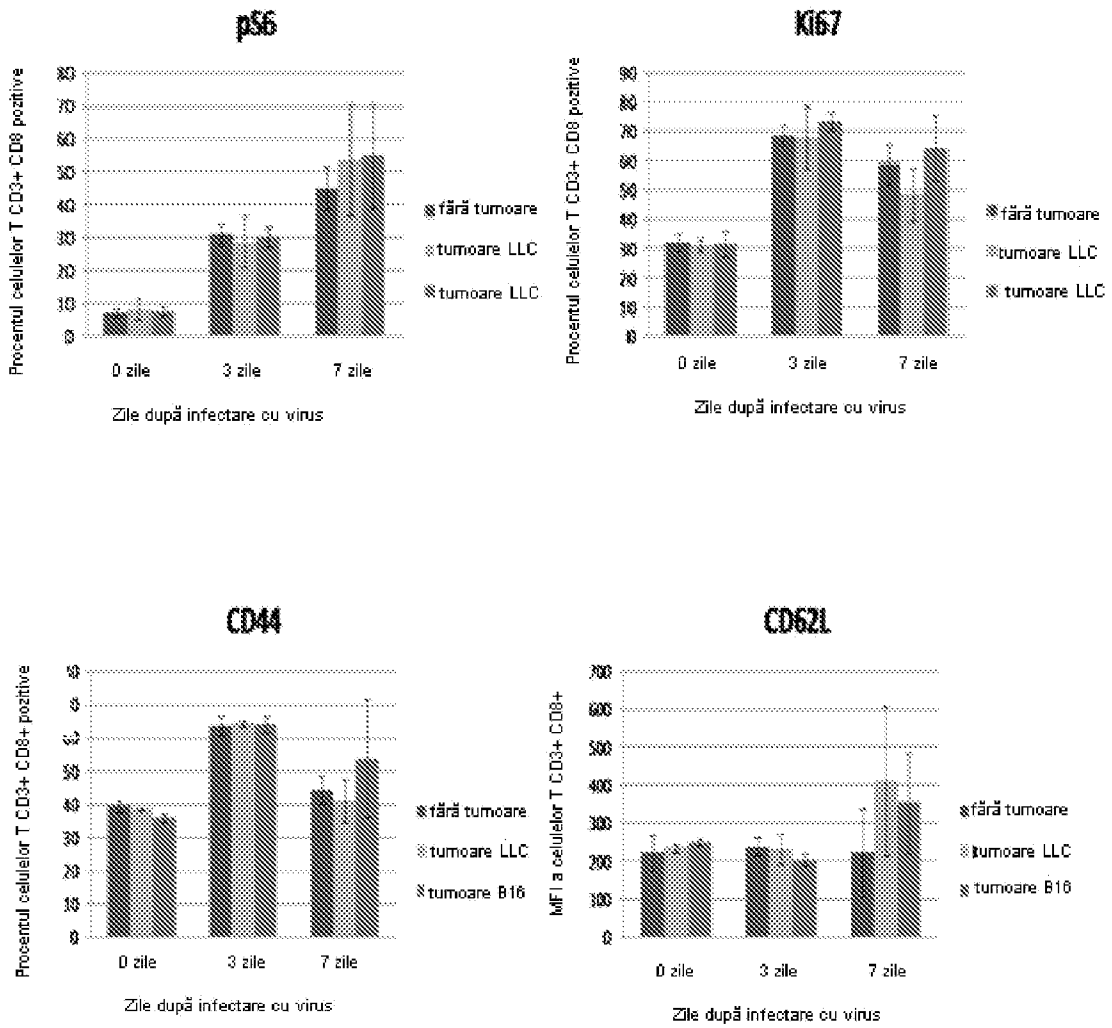 pS6
Procentul celulelor T CD3+ CD8 pozitive
80
70
60
50
40
30
20
10
0
0 zile
3 zile
7 zile
Zile după infectare cu virus
fără tumoare
tumoare LLC
tumoare LLC
Ki67
Procentul celulelor T CD3+ CD8 pozitive
90
80
70
60
50
40
30
20
10
0
0 zile
3 zile
7 zile
Zile după infectare cu virus
fără tumoare
tumoare LLC
tumoare LLC
CD44
Procentul celulelor T CD3+ CD8+ pozitive
50
40
30
20
10
0 zile
3 zile
7 zile
Zile după infectare cu virus
fără tumoare
tumoare LLC
tumoare B16
CD62L
MFI a celulelor T CD3+ CD8+
700
600
500
400
300
200
100
0
0 zile
3 zile
7 zile
Zile după infectare cu virus
fără tumoare
tumoare LLC
tumoare B16